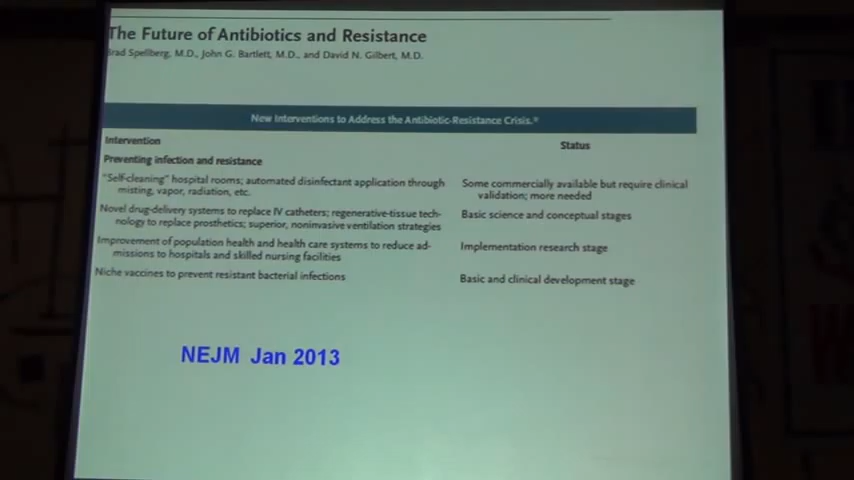 The Future of Antibiotics and Resistance
Brad Spellberg, M.D., John G. Bartlett, M.D., and David N. Gilbert, M.D.
New Interventions to Address the Antibiotic-Resistance Crisis.*
Intervention
Status
Preventing infection and resistance
"Self-cleaning" hospital rooms; automated disinfectant application through
misting, vapor, radiation, etc.
Some commercially available but require clinical
validation; more needed
Novel drug-delivery systems to replace IV catheters; regenerative-tissue tech-
nology to replace prosthetics; superior, noninvasive ventilation strategies
Basic science and conceptual stages
Improvement of population health and health care systems to reduce ad-
missions to hospitals and skilled nursing facilities
Implementation research stage
Niche vaccines to prevent resistant bacterial infections
Basic and clinical development stage
NEJM Jan 2013